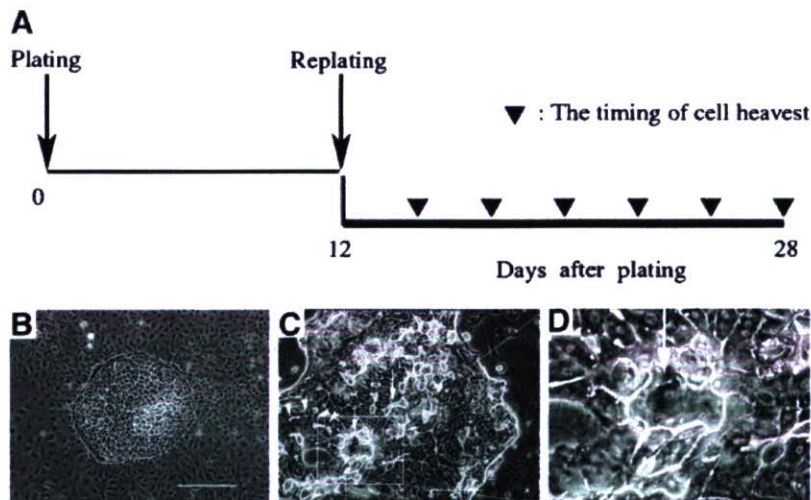 A
Plating
Replating
▼ : The timing of cell heavest
0
12
28
Days after plating
B
C
D